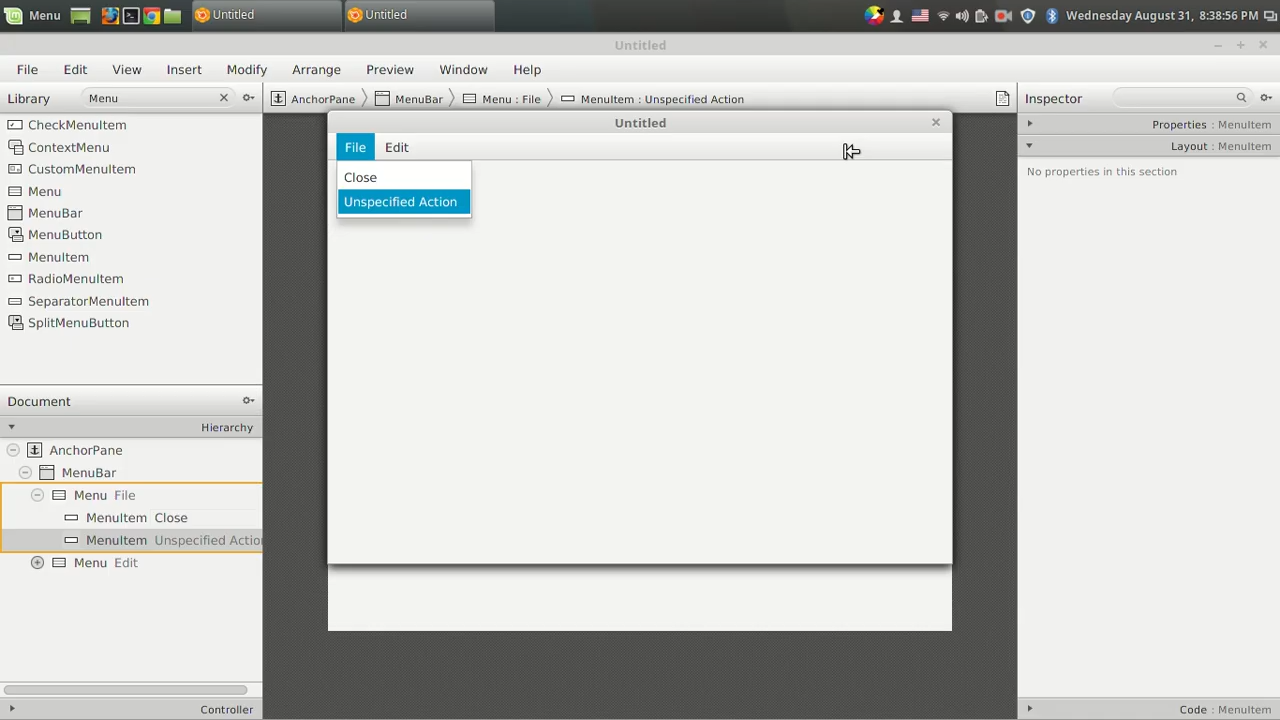 Menu Untitled Untitled Wednesday August 31, 8:38:56 PM
Untitled
File Edit View Insert Modify Arrange Preview Window Help
Library Menu AnchorPane MenuBar Menu : File MenuItem : Unspecified Action Inspector
CheckMenuItem
ContextMenu
CustomMenuItem
Menu
MenuBar
MenuButton
MenuItem
RadioMenuItem
SeparatorMenuItem
SplitMenuButton
Document
Hierarchy
AnchorPane
MenuBar
Menu File
MenuItem Close
MenuItem Unspecified Actio
Menu Edit
Controller
Untitled
File Edit
Close
Unspecified Action
Properties : MenuItem
Layout : MenuItem
No properties in this section
Code : MenuItem